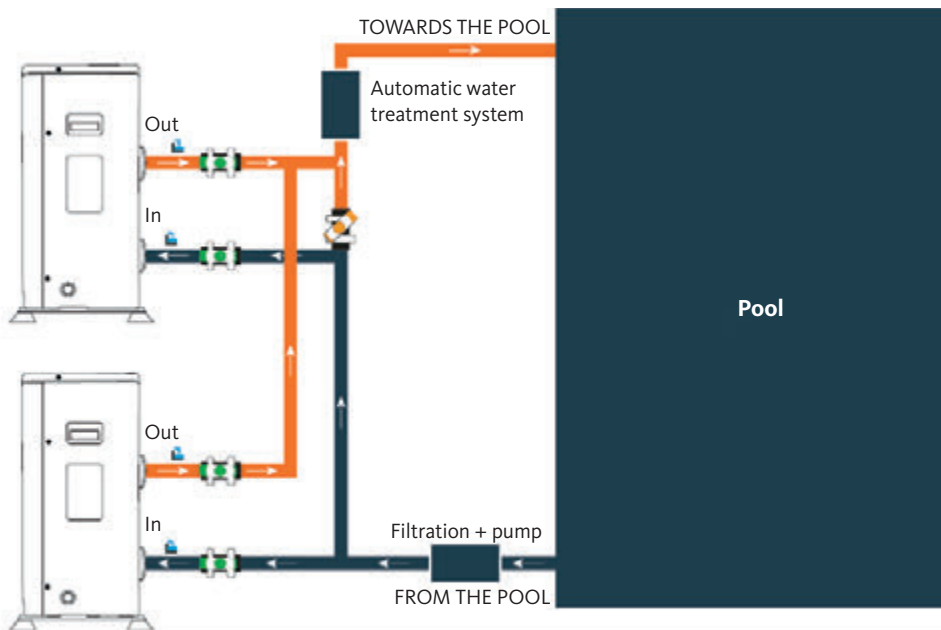 TOWARDS THE POOL
Automatic water
treatment system
Out
In
Pool
Out
In
Filtration + pump
FROM THE POOL